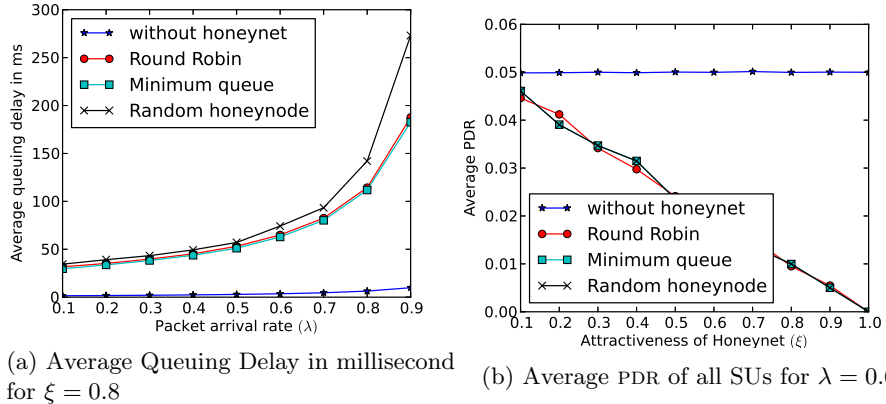 300
250
200
150
100
50
0
Average queuing delay in ms
without honeynet
Round Robin
Minimum queue
Random honeynode
0.1 0.2 0.3 0.4 0.5 0.6 0.7 0.8 0.9
Packet arrival rate (λ)
(a) Average Queuing Delay in millisecond
for ξ = 0.8
0.06
0.05
0.04
0.03
0.02
0.01
0.00
Average PDR
without honeynet
Round Robin
Minimum queue
Random honeynode
0.1 0.2 0.3 0.4 0.5 0.6 0.7 0.8 0.9 1.0
Attractiveness of Honeynet (ξ)
(b) Average PDR of all SUs for λ = 0.6